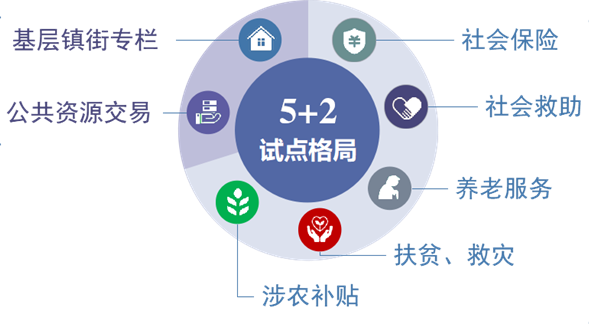 基层镇街专栏
社会保险
公共资源交易
社会救助
5+2
试点格局
养老服务
扶贫、救灾
涉农补贴